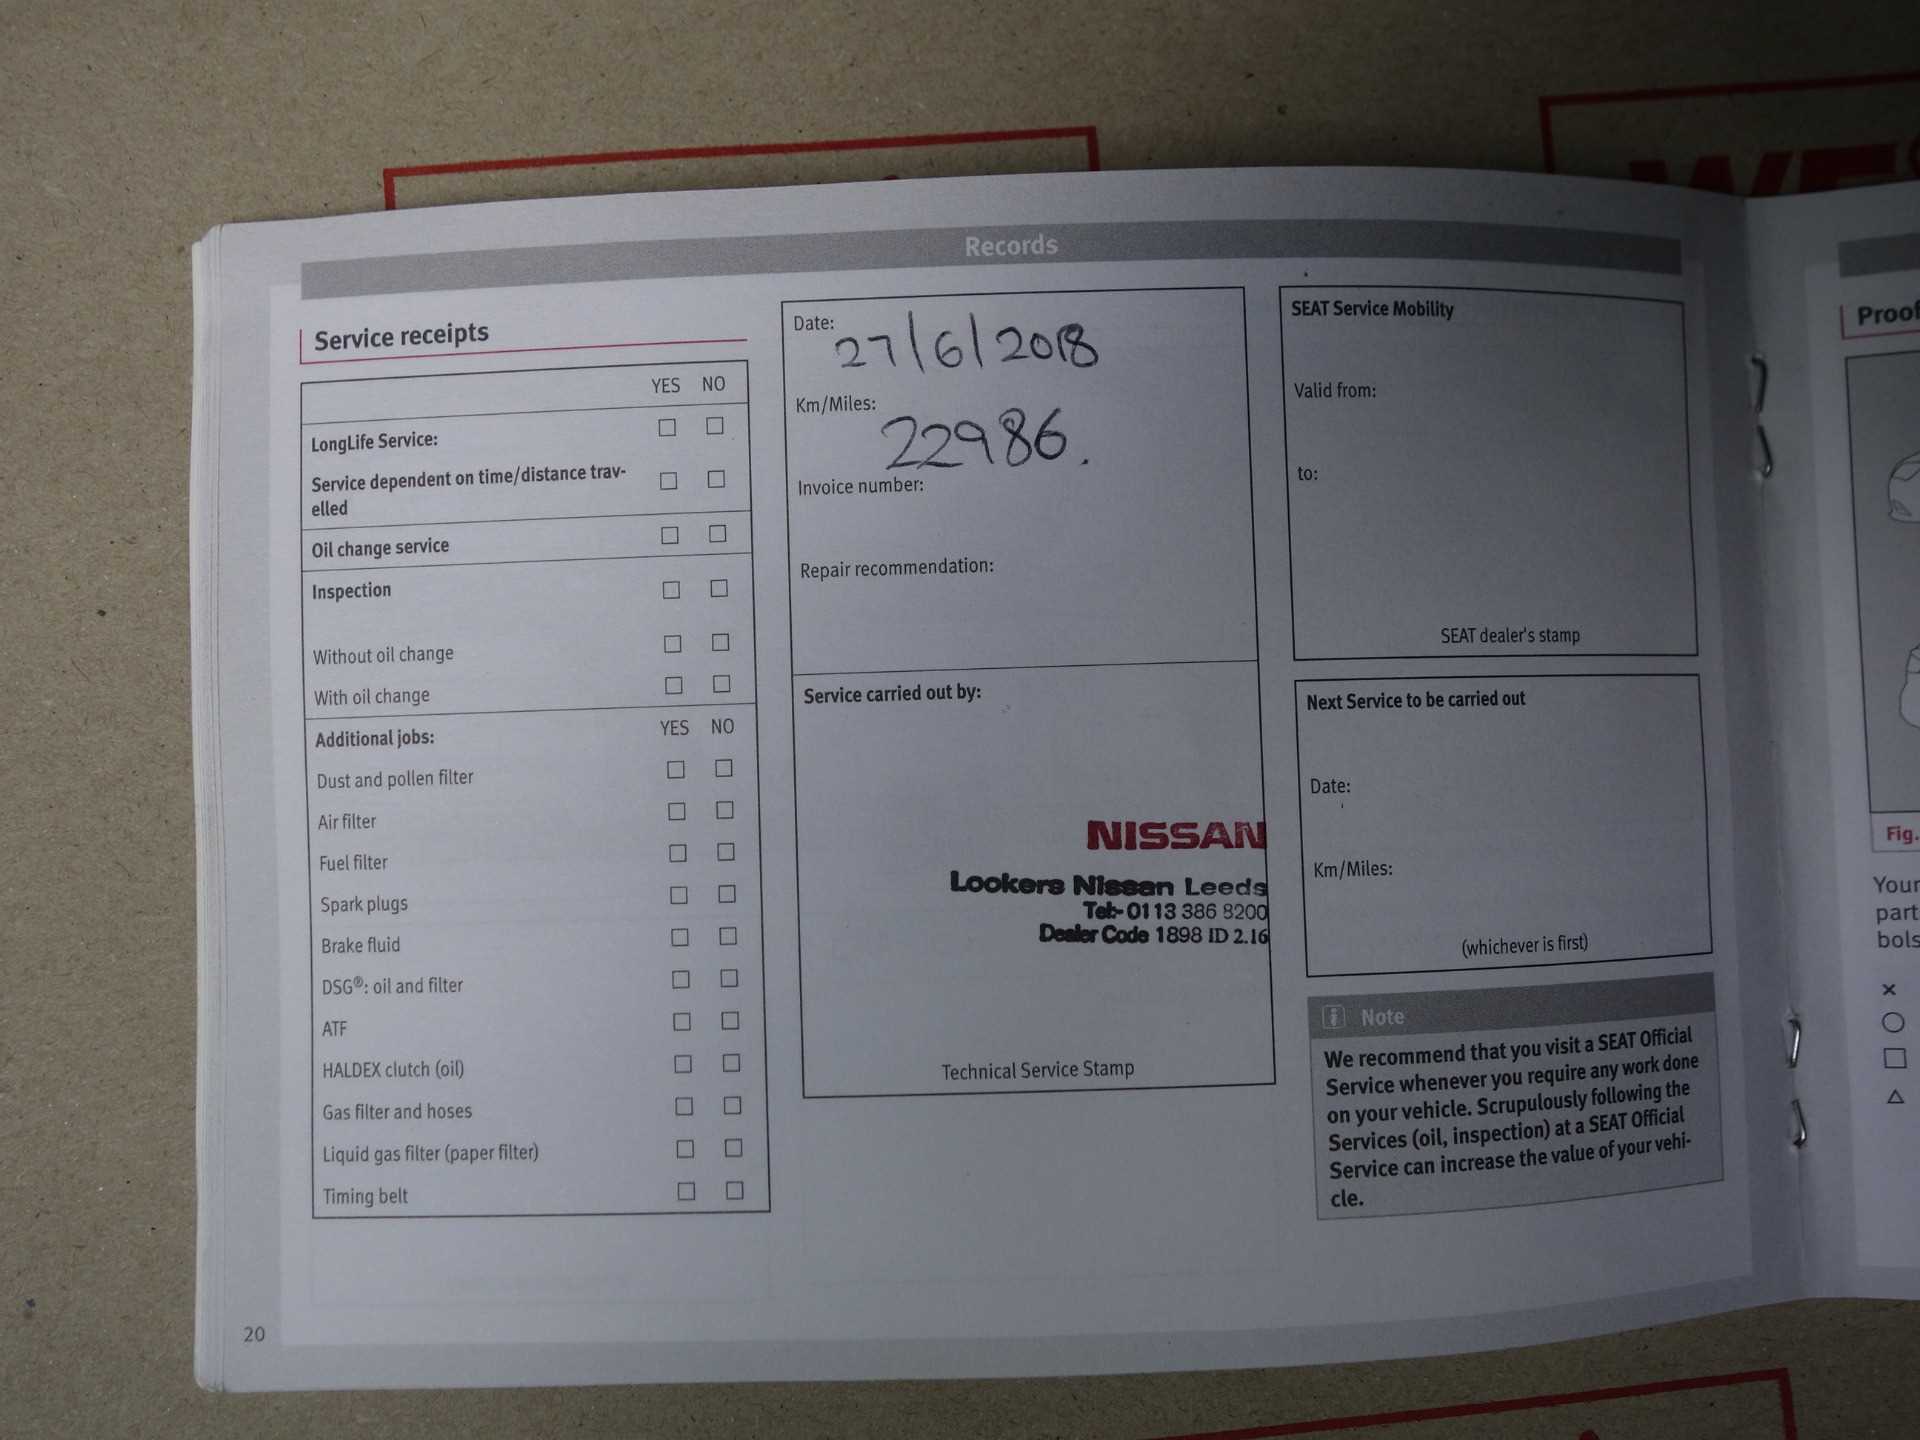 Records
Service receipts
YES NO
LongLife Service:
Service dependent on time/distance trav-
elled
Oil change service
Inspection
Without oil change
With oil change
Additional jobs: YES NO
Dust and pollen filter
Air filter
Fuel filter
Spark plugs
Brake fluid
DSG®: oil and filter
ATF
HALDEX clutch (oil)
Gas filter and hoses
Liquid gas filter (paper filter)
Timing belt
Date:
27/6/2018
Km/Miles:
22986.
Invoice number:
Repair recommendation:
Service carried out by:
NISSAN
Lookers Nissan Leeds
Tel:- 0113 386 8200
Dealer Code 1898 ID 2.16
Technical Service Stamp
SEAT Service Mobility
Valid from:
to:
SEAT dealer's stamp
Next Service to be carried out
Date:
Km/Miles:
(whichever is first)
Note
We recommend that you visit a SEAT Official
Service whenever you require any work done
on your vehicle. Scrupulously following the
Services (oil, inspection) at a SEAT Official
Service can increase the value of your vehi-
cle.
20
Proof
Fig.
Your
part
bols